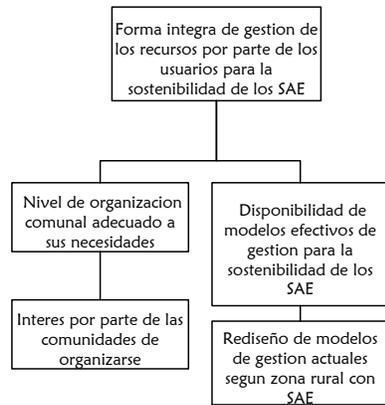 Forma integra de gestion de
los recursos por parte de los
usuarios para la
sostenibilidad de los SAE
Nivel de organizacion
comunal adecuado a
sus necesidades
Disponibilidad de
modelos efectivos de
gestion para la
sostenibilidad de los
SAE
Interes por parte de las
comunidades de
organizarse
Rediseño de modelos
de gestion actuales
segun zona rural con
SAE